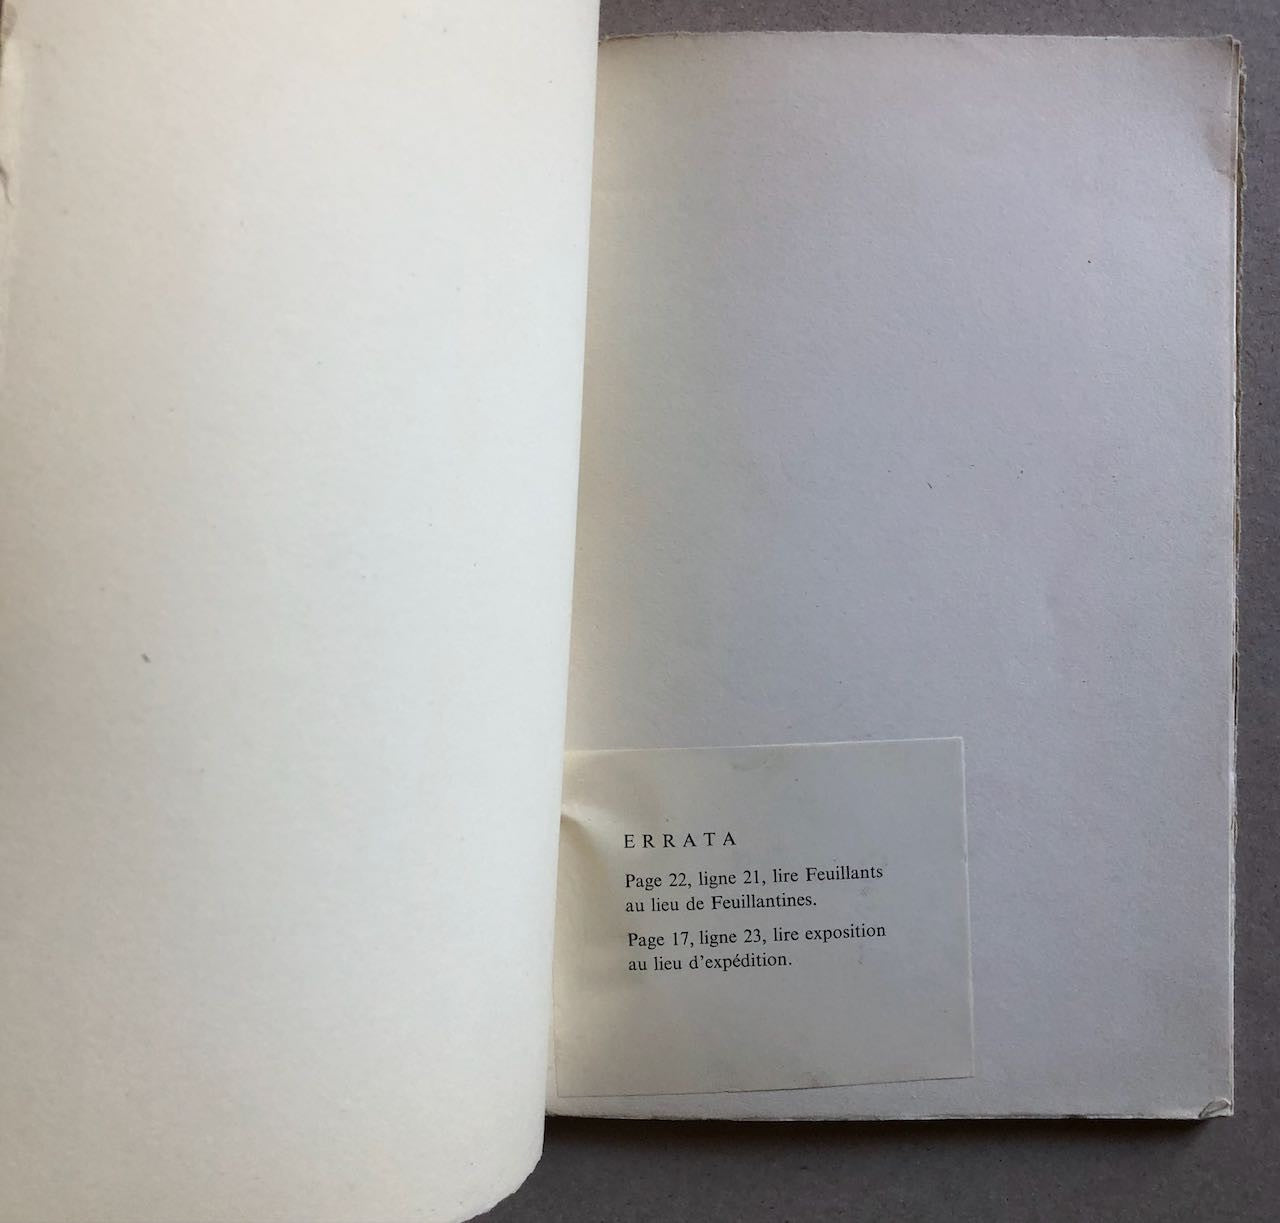 ERRATA
Page 22, ligne 21, lire Feuillants
au lieu de Feuillantines.
Page 17, ligne 23, lire exposition
au lieu d'expédition.